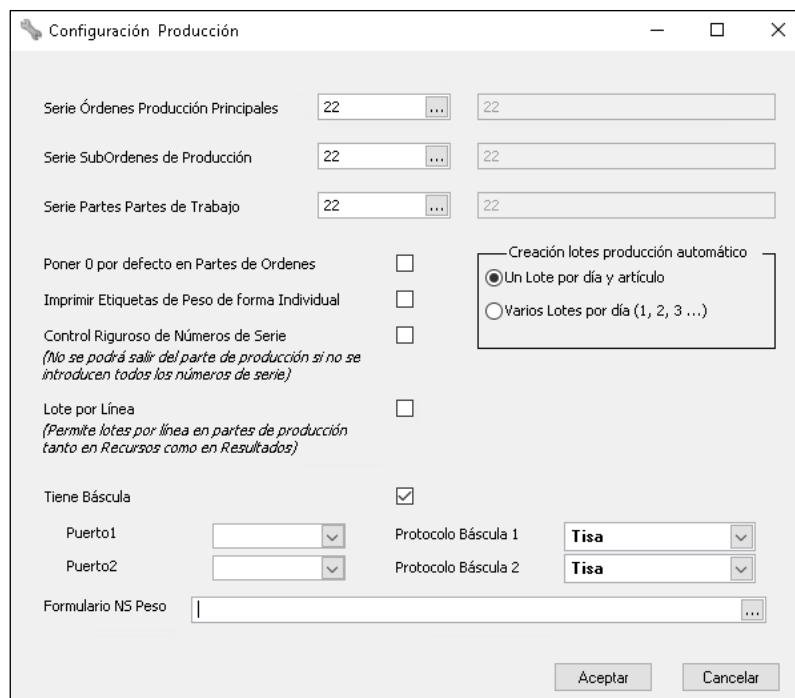 Configuración Producción
Serie Órdenes Producción Principales 22 ... 22
Serie SubOrdenes de Producción 22 ... 22
Serie Partes Partes de Trabajo 22 ... 22
Poner 0 por defecto en Partes de Ordenes
Imprimir Etiquetas de Peso de forma Individual
Control Riguroso de Números de Serie
(No se podrá salir del parte de producción si no se
introducen todos los números de serie)
Creación lotes producción automático
Un Lote por día y artículo
Varios Lotes por día (1, 2, 3 ...)
Lote por Línea
(Permite lotes por línea en partes de producción
tanto en Recursos como en Resultados)
Tiene Báscula
Puerto1 Protocolo Báscula 1 Tisa
Puerto2 Protocolo Báscula 2 Tisa
Formulario NS Peso ...
Aceptar Cancelar